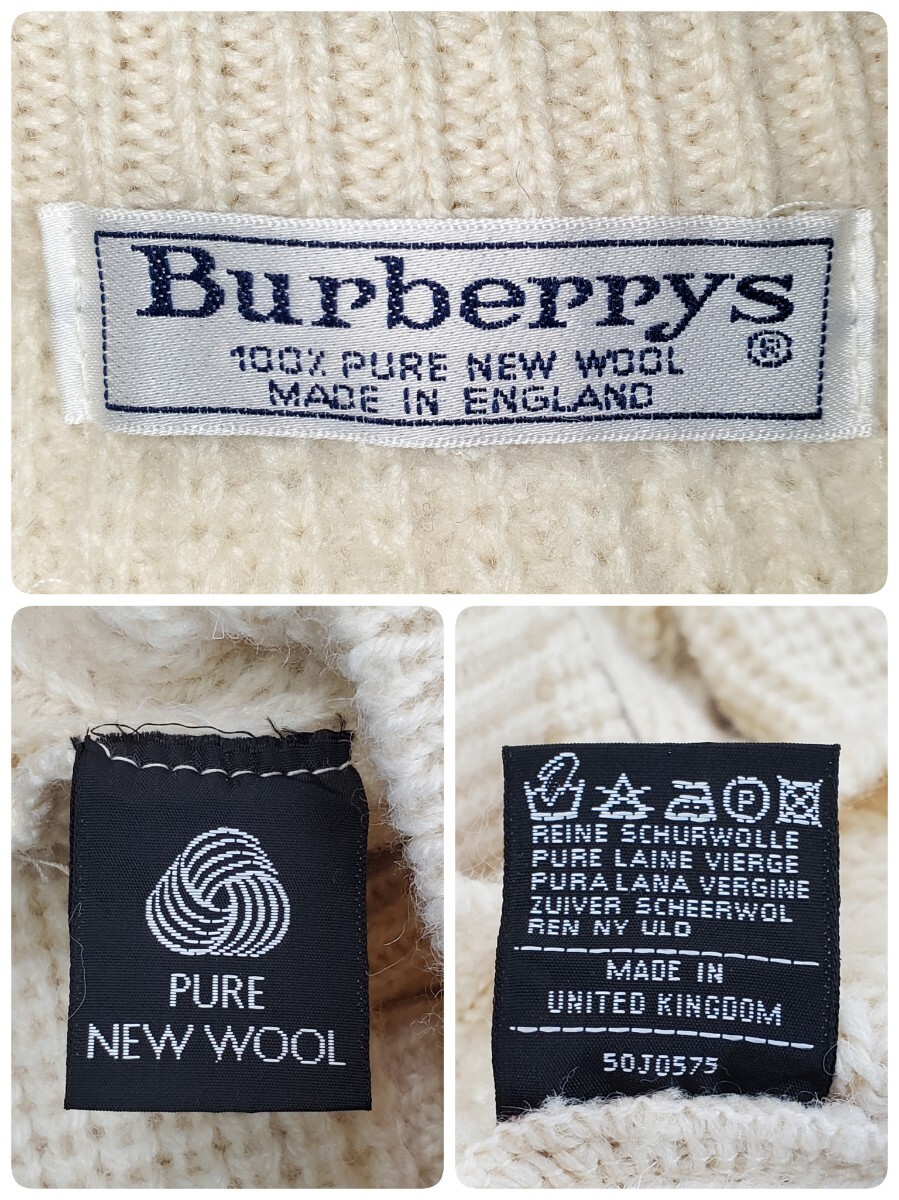 Burberrys
®
100% PURE NEW WOOL
MADE IN ENGLAND
PURE
NEW WOOL
P
REINE SCHURWOLLE
PURE LAINE VIERGE
PURA LANA VERGINE
ZUIVER SCHEERWOL
REN NY ULD
MADE IN
UNITED KINGDOM
50J0575